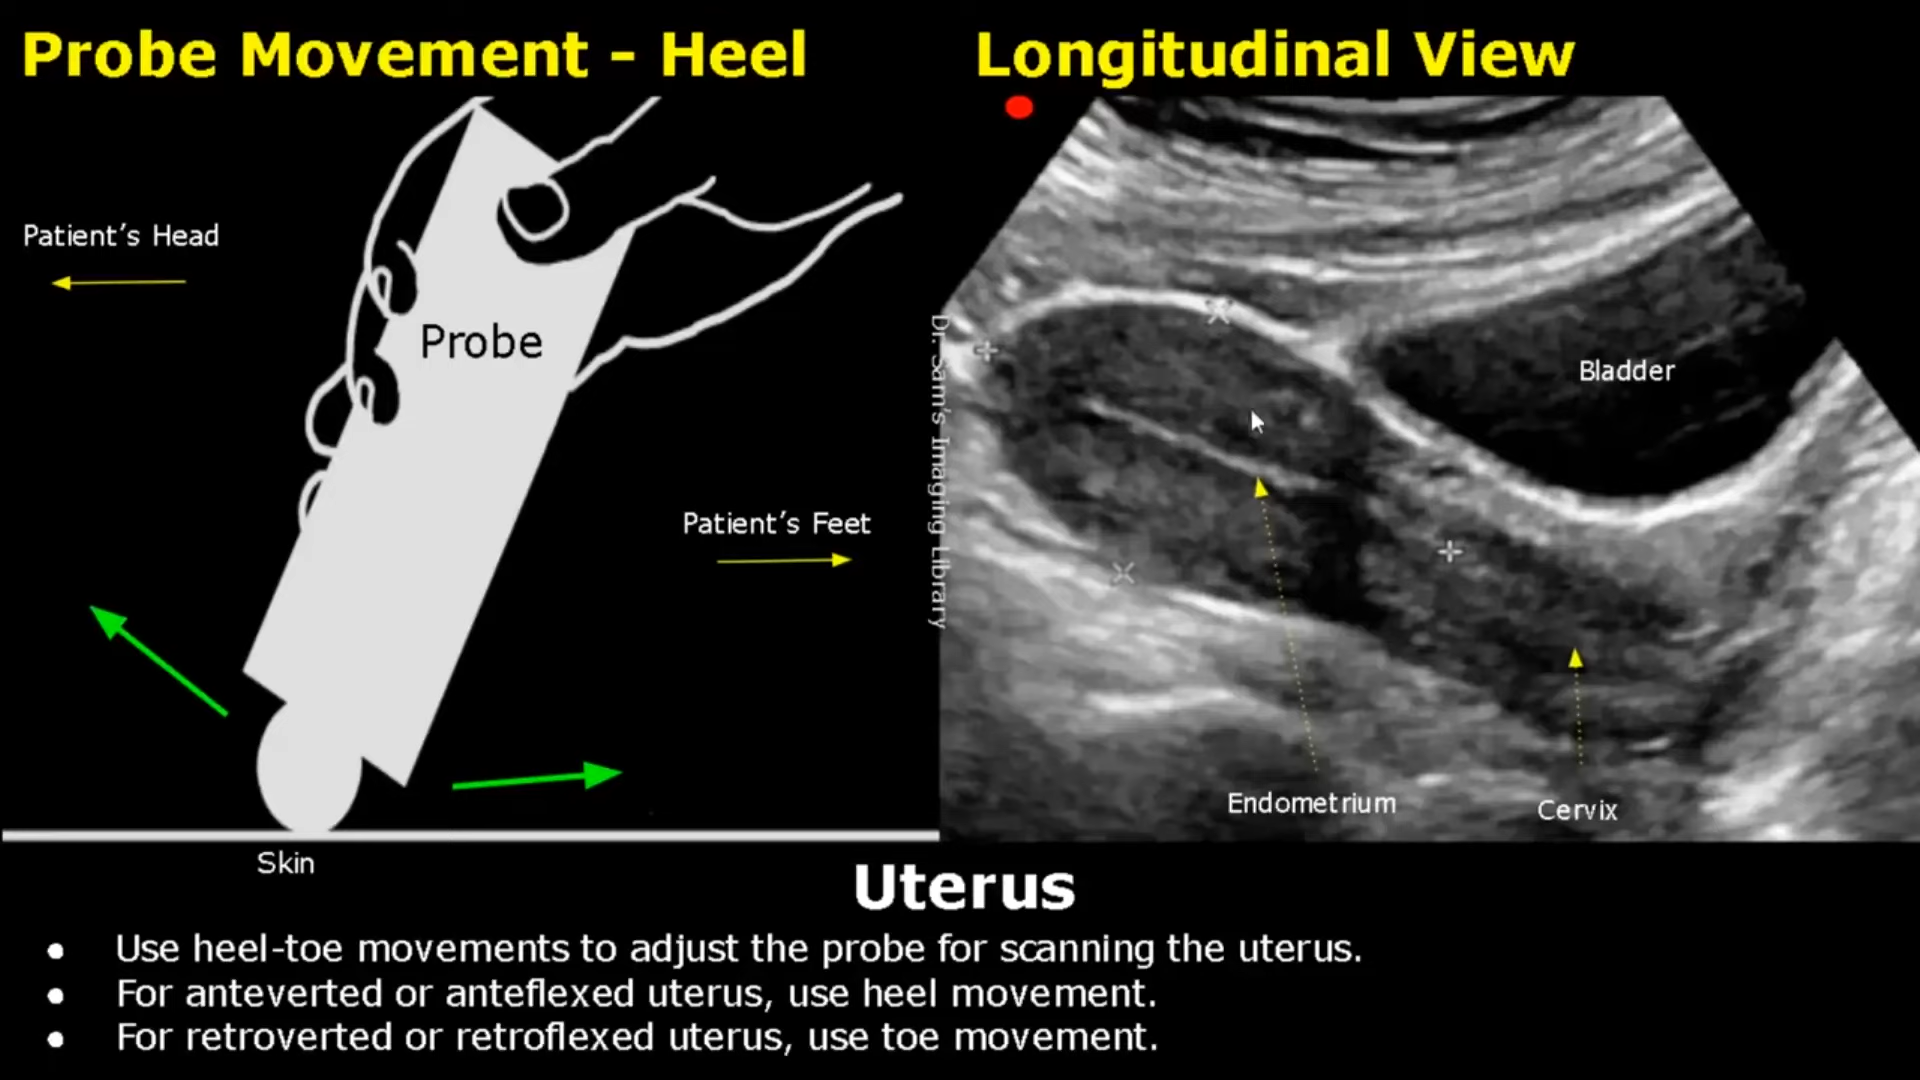 Probe Movement - Heel
Longitudinal View
Patient’s Head
Probe
Patient’s Feet
Skin
Dr. Sam's Imaging Library
Bladder
Endometrium
Cervix
Uterus
• Use heel-toe movements to adjust the probe for scanning the uterus.
• For anteverted or anteflexed uterus, use heel movement.
• For retroverted or retroflexed uterus, use toe movement.